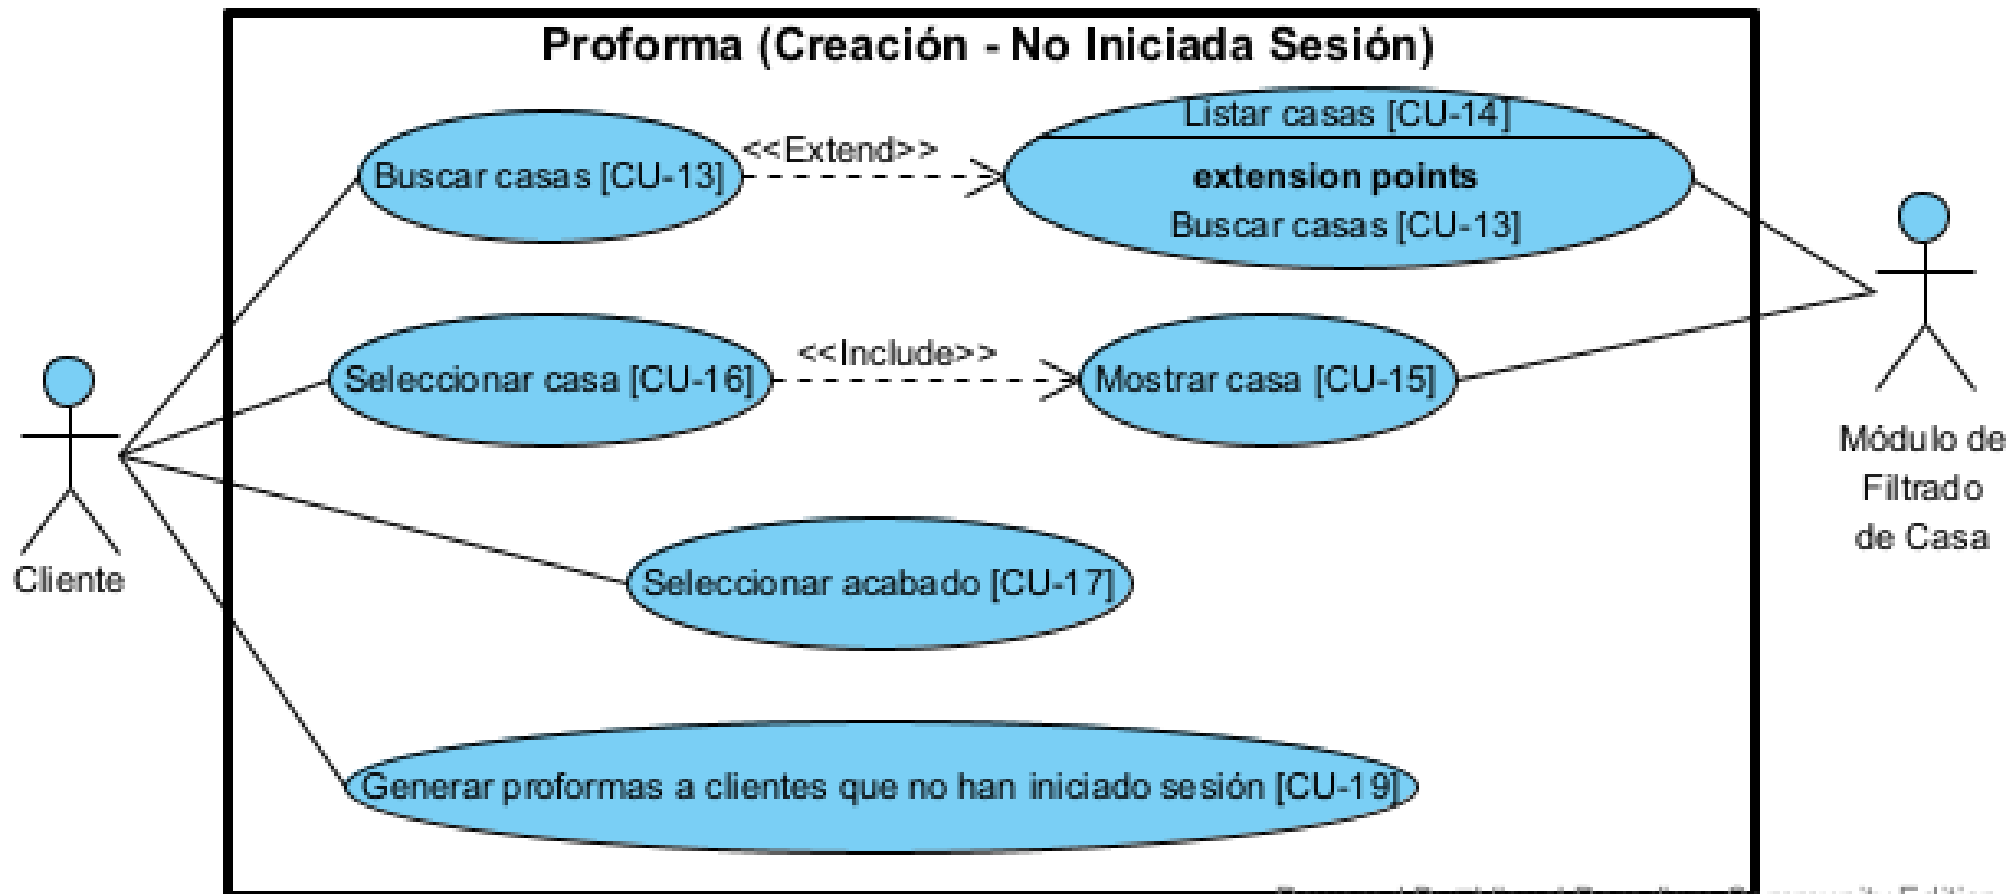 Proforma (Creación - No Iniciada Sesión)
Listar casas [CU-14]
<<Extend>>
Buscar casas [CU-13]
extension points
Buscar casas [CU-13]
<<Include>>
Seleccionar casa [CU-16]
Mostrar casa [CU-15]
Módulo de
Filtrado
de Casa
Cliente
Seleccionar acabado [CU-17]
Generar proformas a clientes que no han iniciado sesión [CU-19]